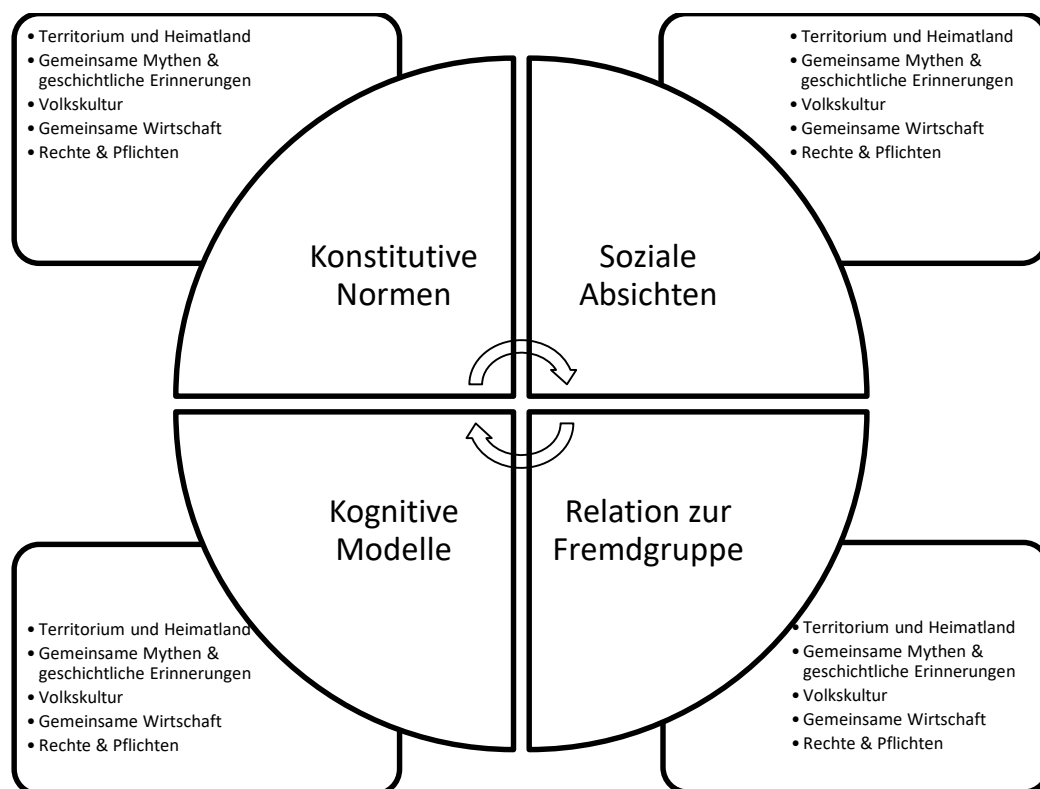 • Territorium und Heimatland
• Gemeinsame Mythen &
geschichtliche Erinnerungen
• Volkskultur
• Gemeinsame Wirtschaft
• Rechte & Pflichten
• Territorium und Heimatland
• Gemeinsame Mythen &
geschichtliche Erinnerungen
• Volkskultur
• Gemeinsame Wirtschaft
• Rechte & Pflichten
Konstitutive
Normen
Soziale
Absichten
Kognitive
Modelle
Relation zur
Fremdgruppe
• Territorium und Heimatland
• Gemeinsame Mythen &
geschichtliche Erinnerungen
• Volkskultur
• Gemeinsame Wirtschaft
• Rechte & Pflichten
• Territorium und Heimatland
• Gemeinsame Mythen &
geschichtliche Erinnerungen
• Volkskultur
• Gemeinsame Wirtschaft
• Rechte & Pflichten